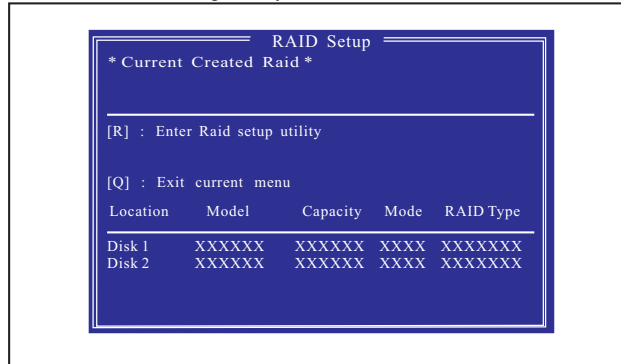 RAID Setup
* Current Created Raid *
[R] : Enter Raid setup utility
[Q] : Exit current menu
Location Model Capacity Mode RAID Type
Disk 1 XXXXXX XXXXXX XXXX XXXXXXX
Disk 2 XXXXXX XXXXXX XXXX XXXXXXX